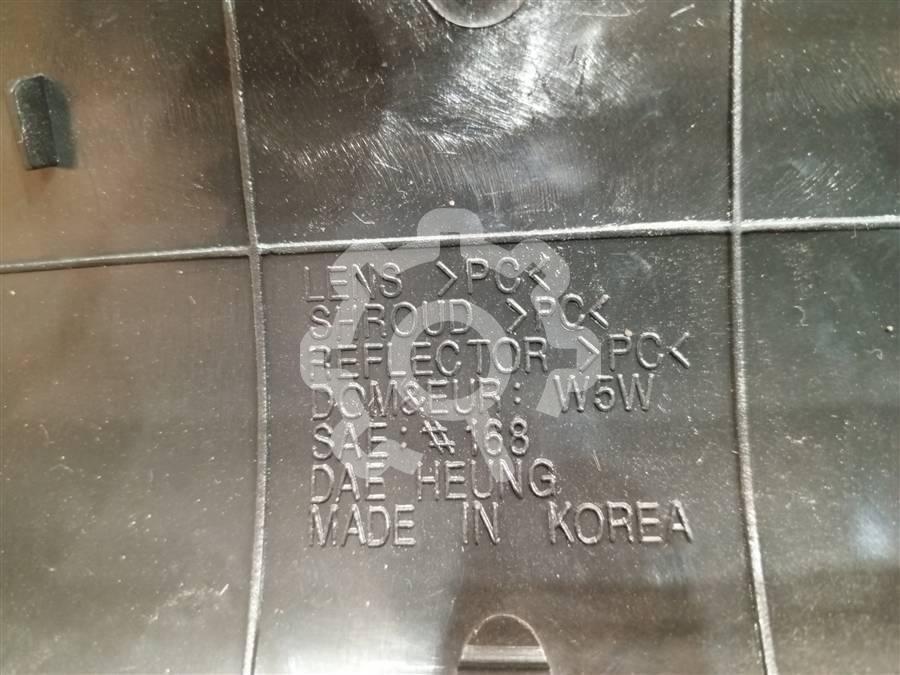 LENS >PC<
SHROUD >PC<
REFLECTOR >PC<
DOM&EUR: W5W
SAE:#168
DAE HEUNG
MADE IN KOREA